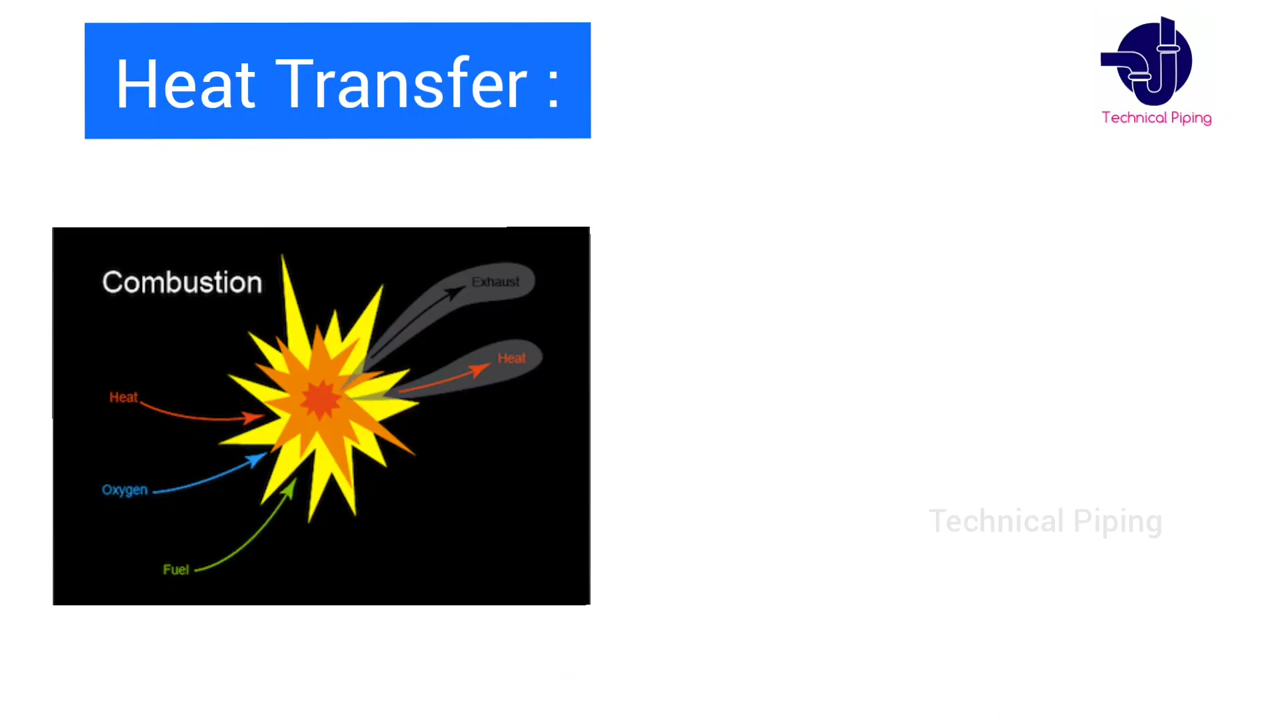 Heat Transfer :
Technical Piping
Combustion
Exhaust
Heat
Heat
Oxygen
Fuel
Technical Piping